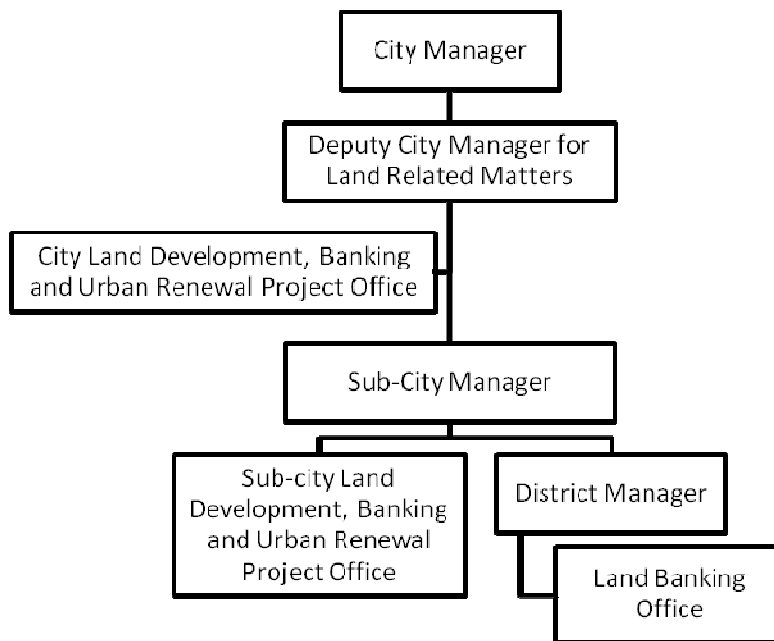 City Manager
Deputy City Manager for
Land Related Matters
City Land Development, Banking
and Urban Renewal Project Office
Sub-City Manager
Sub-city Land
Development, Banking
and Urban Renewal
Project Office
District Manager
Land Banking
Office